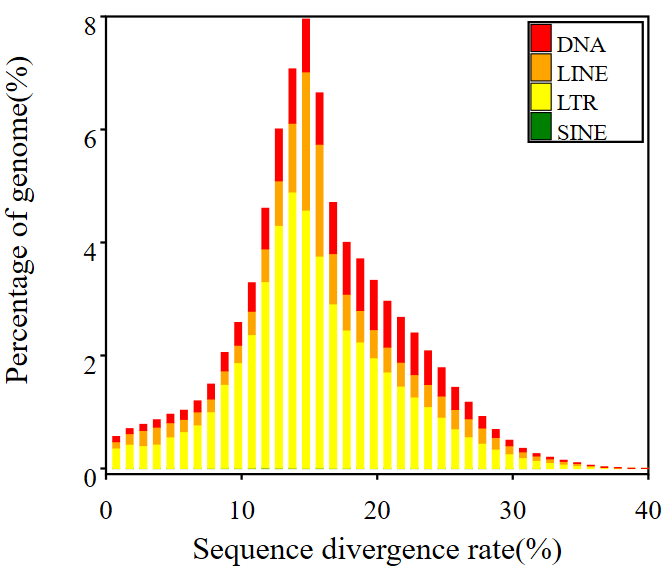 8
6
4
2
0
Percentage of genome(%)
DNA
LINE
LTR
SINE
0 10 20 30 40
Sequence divergence rate(%)